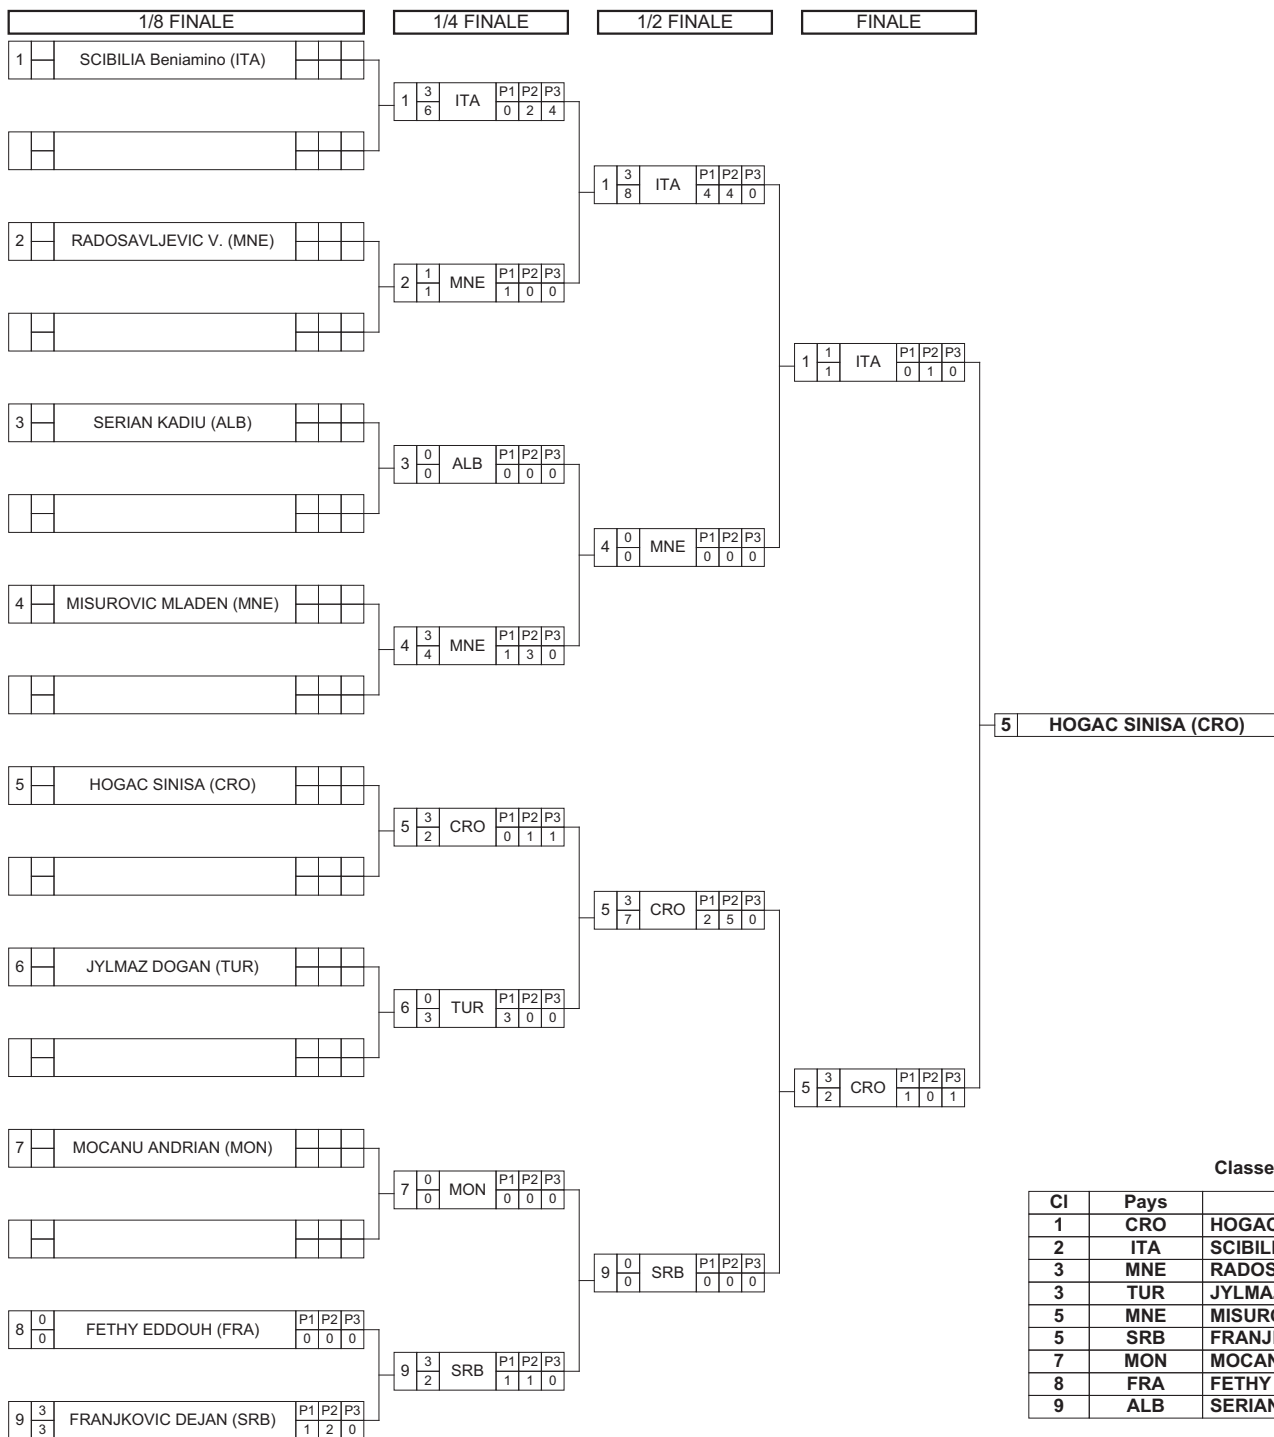 1/8 FINALE 1/4 FINALE 1/2 FINALE FINALE
1 SCIBILIA Beniamino (ITA)
1 3 6 ITA P1 P2 P3 0 2 4
1 3 8 ITA P1 P2 P3 4 4 0
2 RADOSAVLJEVIC V. (MNE)
2 1 1 MNE P1 P2 P3 1 0 0
1 1 1 ITA P1 P2 P3 0 1 0
3 SERIAN KADIU (ALB)
3 0 0 ALB P1 P2 P3 0 0 0
4 0 0 MNE P1 P2 P3 0 0 0
4 MISUROVIC MLADEN (MNE)
4 3 4 MNE P1 P2 P3 1 3 0
5 HOGAC SINISA (CRO)
5 HOGAC SINISA (CRO)
5 3 2 CRO P1 P2 P3 0 1 1
5 3 7 CRO P1 P2 P3 2 5 0
6 JYLMAZ DOGAN (TUR)
6 0 3 TUR P1 P2 P3 3 0 0
5 3 2 CRO P1 P2 P3 1 0 1
7 MOCANU ANDRIAN (MON)
7 0 0 MON P1 P2 P3 0 0 0
9 0 0 SRB P1 P2 P3 0 0 0
8 0 0 FETHY EDDOUH (FRA) P1 P2 P3 0 0 0
9 3 2 SRB P1 P2 P3 1 1 0
9 3 3 FRANJKOVIC DEJAN (SRB) P1 P2 P3 1 2 0
Classe
Cl Pays
1 CRO HOGAC
2 ITA SCIBILI
3 MNE RADOS
3 TUR JYLMA
5 MNE MISUR
5 SRB FRANJ
7 MON MOCAN
8 FRA FETHY
9 ALB SERIAN